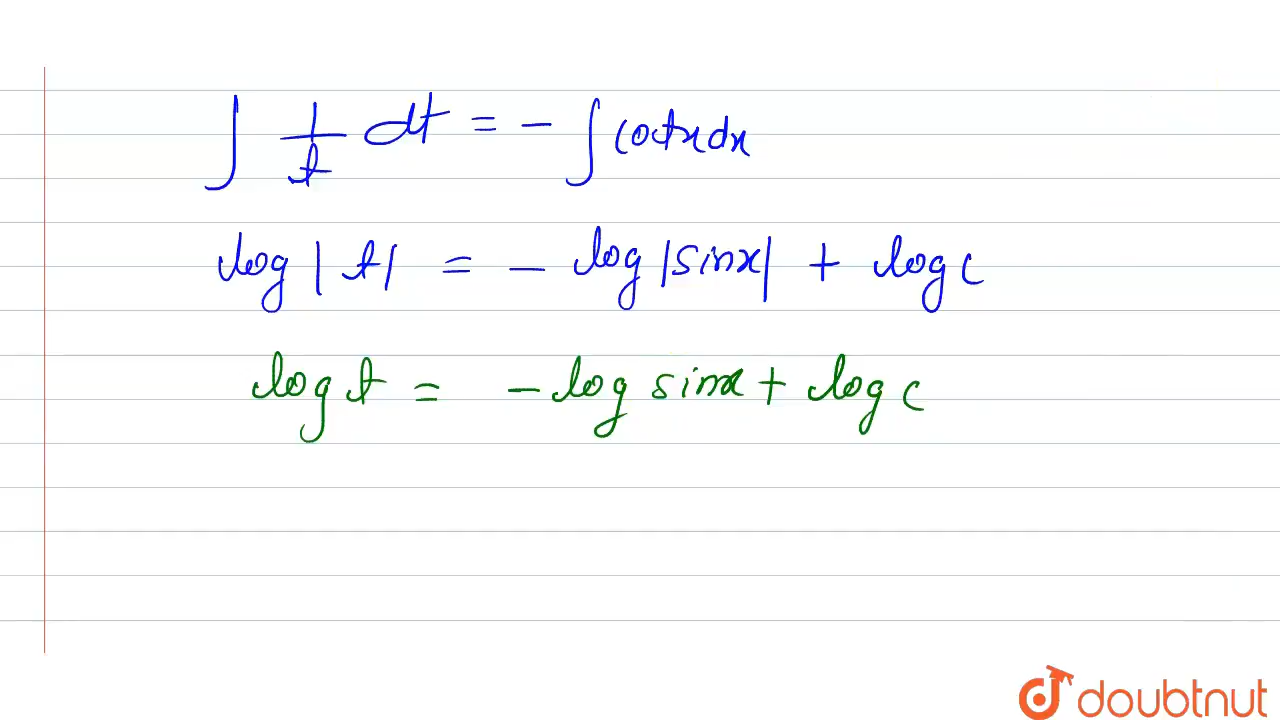 ∫ 1/t dt = - ∫ cotx dx
log |t| = - log |sinx| + log c
log t = - log sinx + log c
doubtnut